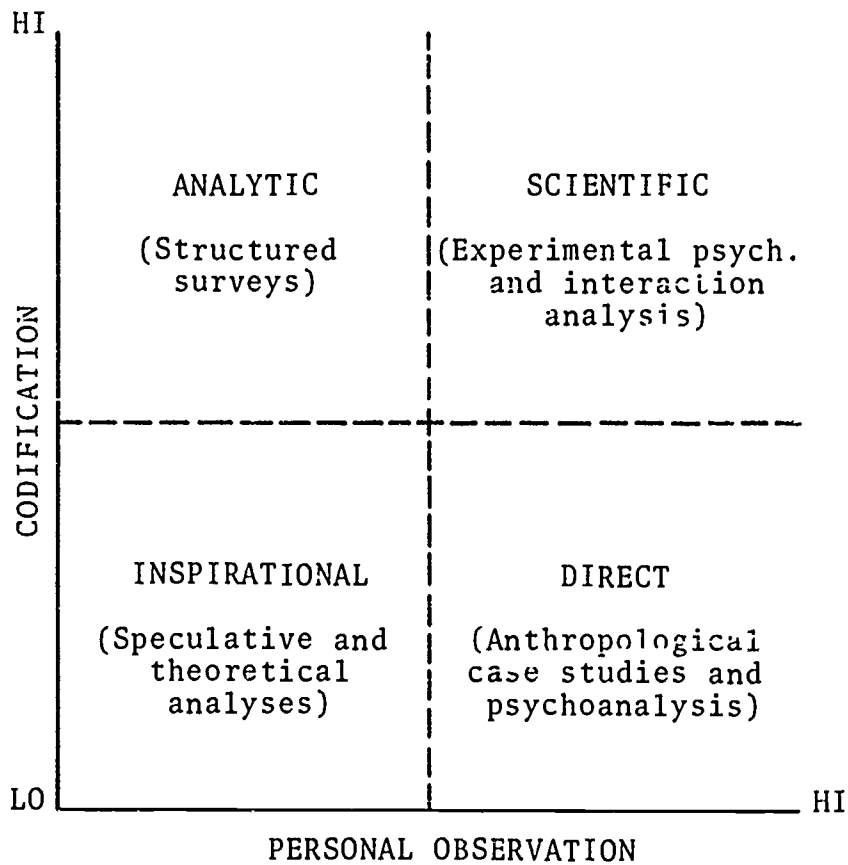 HI
ANALYTIC
(Structured
surveys)
SCIENTIFIC
(Experimental psych.
and interaction
analysis)
CODIFICATION
INSPIRATIONAL
(Speculative and
theoretical
analyses)
DIRECT
(Anthropological
case studies and
psychoanalysis)
LO
HI
PERSONAL OBSERVATION